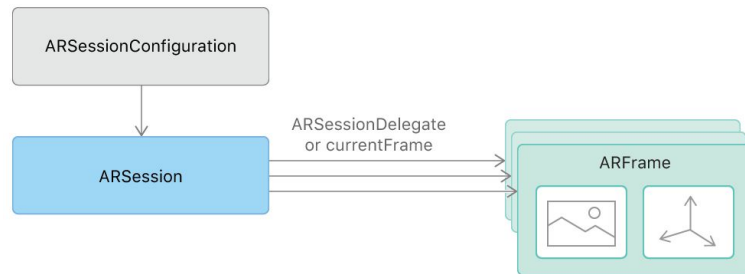 ARSessionConfiguration
ARSessionDelegate
or currentFrame
ARSession
ARFrame